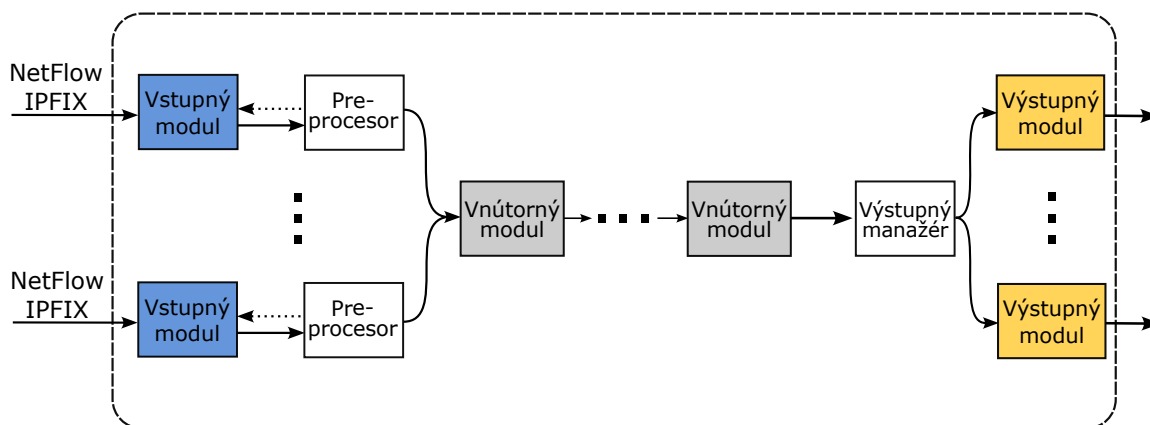 NetFlow
IPFIX
Vstupný
modul
Pre-
procesor
Výstupný
modul
Vnútorný
modul
Vnútorný
modul
Výstupný
manažér
NetFlow
IPFIX
Vstupný
modul
Pre-
procesor
Výstupný
modul